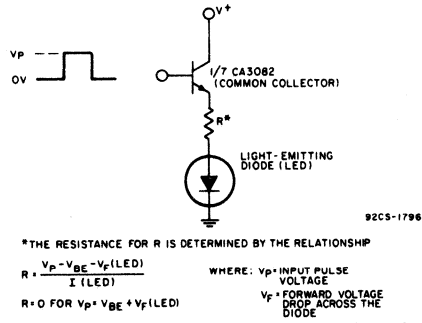 V+
VP
OV
1/7 CA3082
(COMMON COLLECTOR)
R*
LIGHT-EMITTING
DIODE (LED)
92CS-1796
*THE RESISTANCE FOR R IS DETERMINED BY THE RELATIONSHIP
R = VP - VBE - VF (LED)
I (LED)
WHERE: VP = INPUT PULSE
VOLTAGE
R = 0 FOR VP = VBE + VF (LED)
VF = FORWARD VOLTAGE
DROP ACROSS THE
DIODE